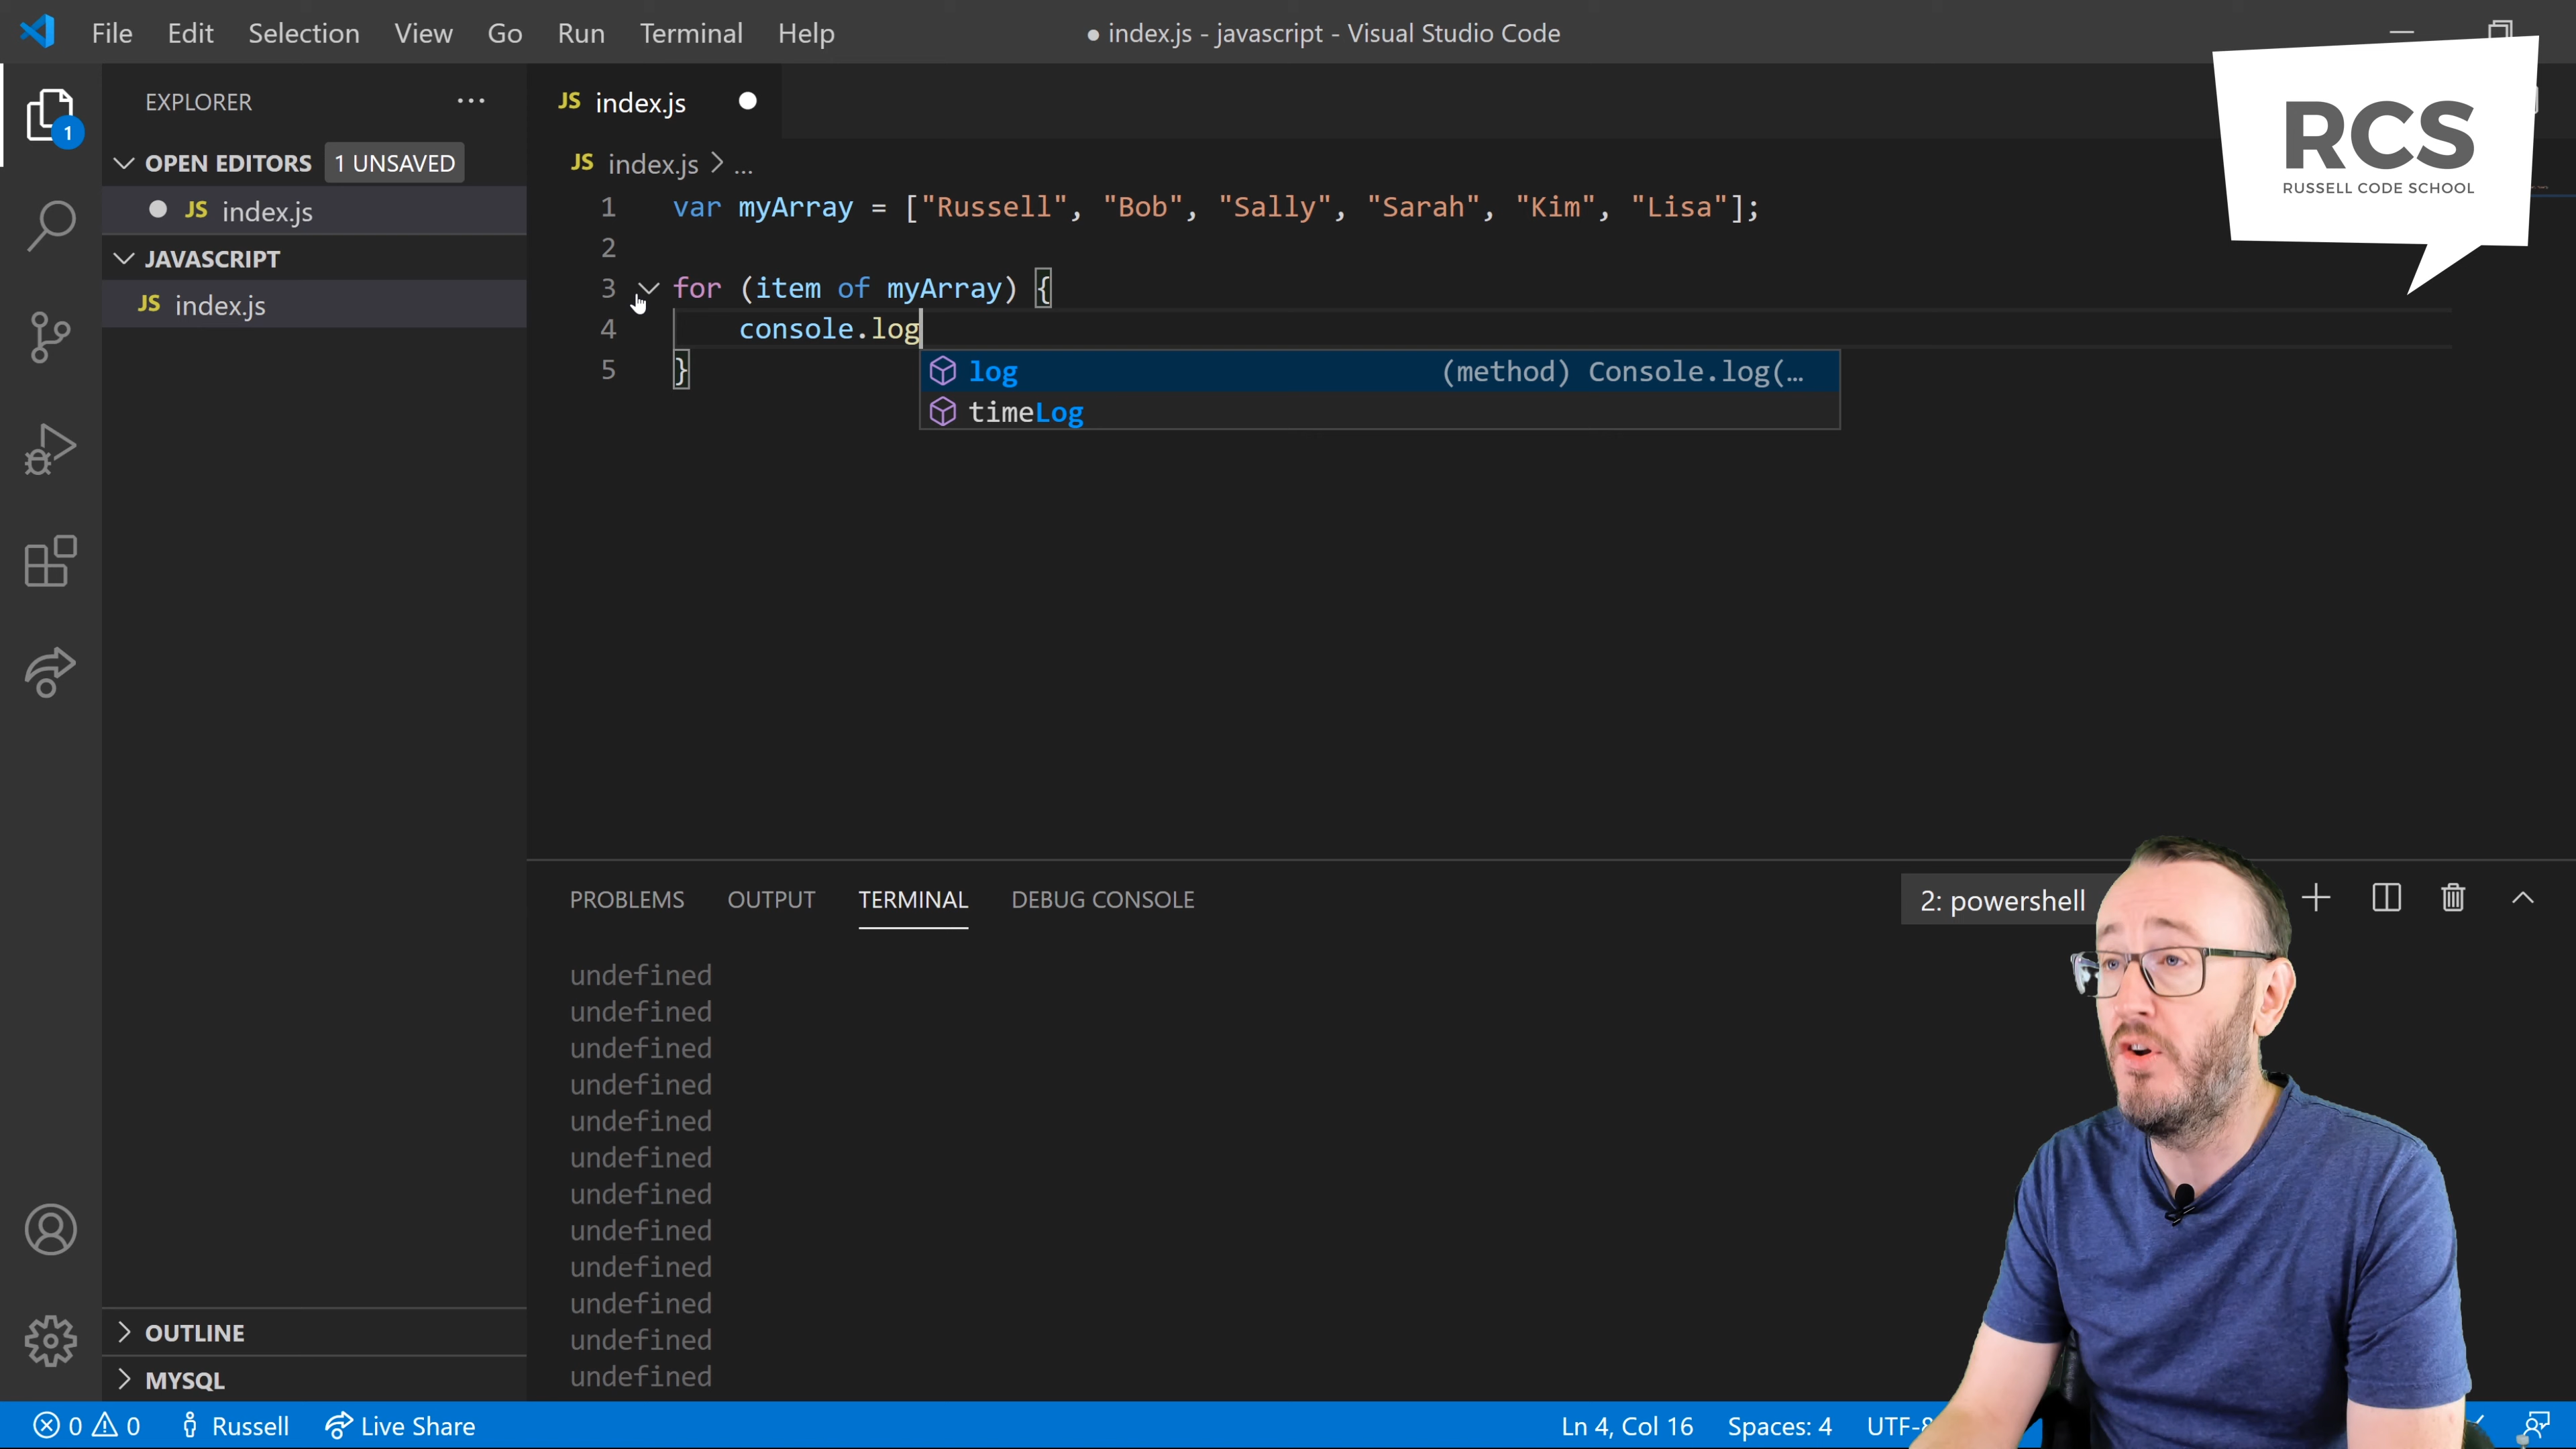 File Edit Selection View Go Run Terminal Help
● index.js - javascript - Visual Studio Code
RCS
RUSSELL CODE SCHOOL
EXPLORER ...
1
OPEN EDITORS 1 UNSAVED
JS index.js
JAVASCRIPT
JS index.js
OUTLINE
MYSQL
JS index.js
JS index.js > ...
1 var myArray = ["Russell", "Bob", "Sally", "Sarah", "Kim", "Lisa"];
2
3 for (item of myArray) {
4 console.log
5 }
log (method) Console.log(…
timeLog
PROBLEMS OUTPUT TERMINAL DEBUG CONSOLE
2: powershell
undefined
undefined
undefined
undefined
undefined
undefined
undefined
undefined
undefined
undefined
undefined
undefined
0 0 Russell Live Share
Ln 4, Col 16 Spaces: 4